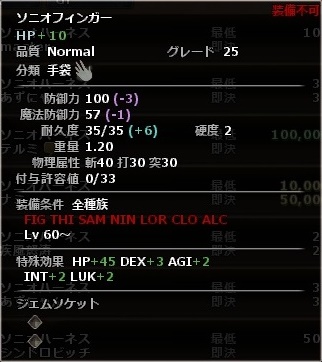 装備不可
ソニオフィンガー
HP+10
品質 Normal グレード 25
分類 手袋
防御力 100 (-3)
魔法防御力 57 (-1)
耐久度 35/35 (+6) 硬度 2
重量 1.20
物理属性 斬40 打30 突30
付与許容値 0/33
装備条件 全種族
FIG THI SAM NIN LOR CLO ALC
Lv 60～
特殊効果 HP+45 DEX+3 AGI+2
INT+2 LUK+2
ジェムソケット